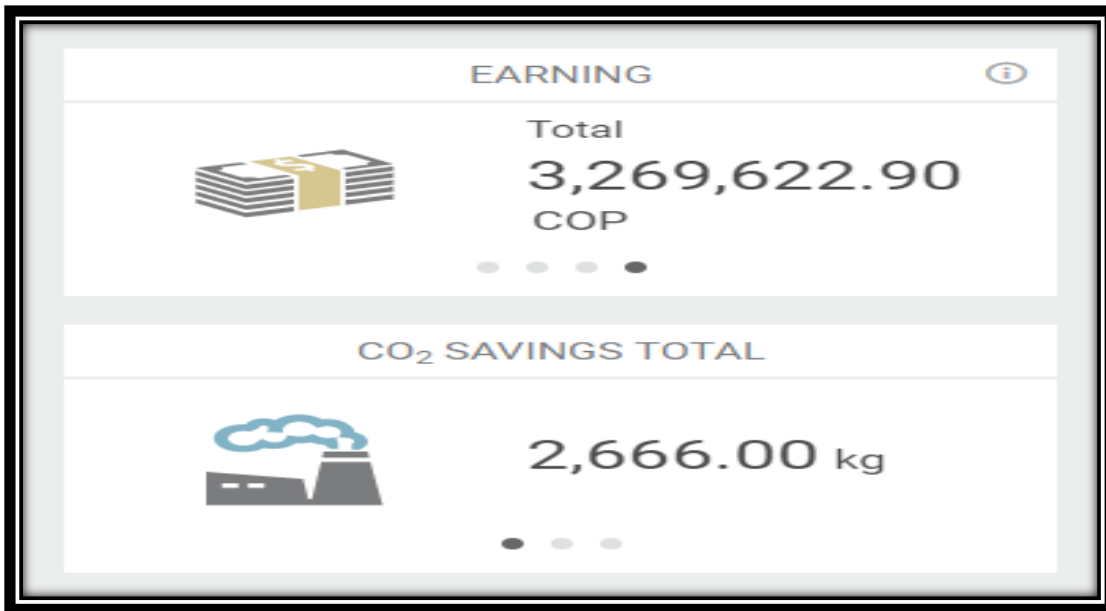 EARNING
Total
3,269,622.90
COP
CO₂ SAVINGS TOTAL
2,666.00 kg